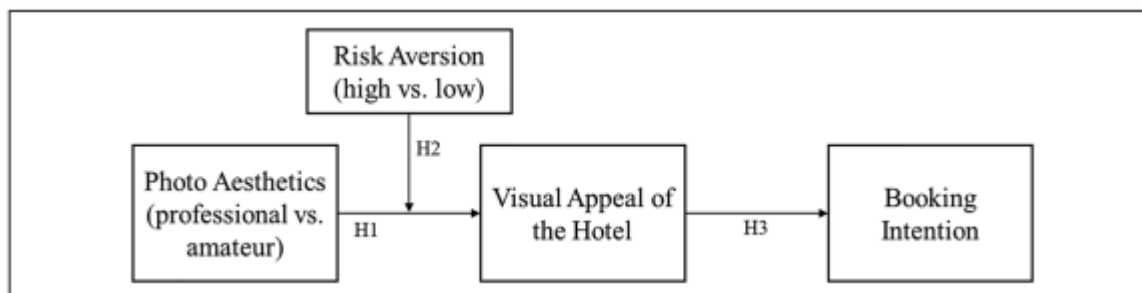 Risk Aversion
(high vs. low)
H2
Photo Aesthetics
(professional vs.
amateur)
H1
Visual Appeal of
the Hotel
H3
Booking
Intention